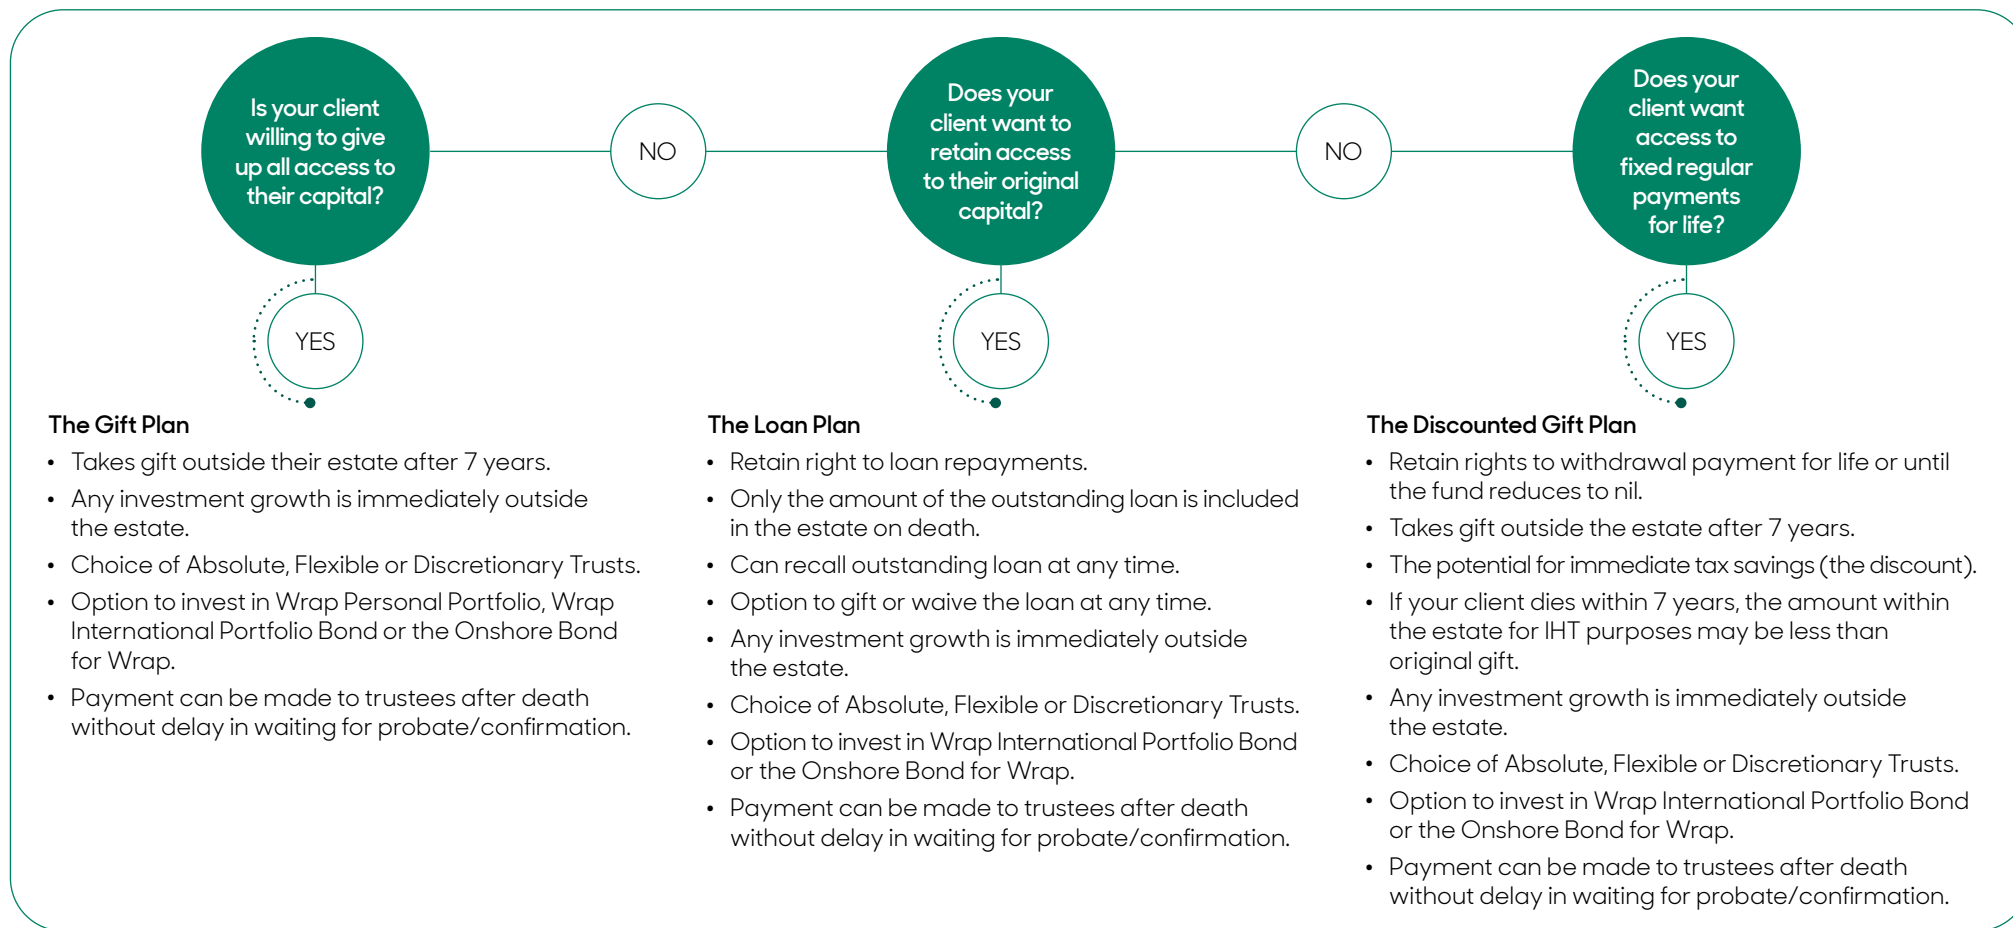 Is your client
willing to give
up all access to
their capital?
NO
Does your
client want to
retain access
to their original
capital?
NO
Does your
client want
access to
fixed regular
payments
for life?
YES
YES
YES
The Gift Plan
• Takes gift outside their estate after 7 years.
• Any investment growth is immediately outside
the estate.
• Choice of Absolute, Flexible or Discretionary Trusts.
• Option to invest in Wrap Personal Portfolio, Wrap
International Portfolio Bond or the Onshore Bond
for Wrap.
• Payment can be made to trustees after death
without delay in waiting for probate/confirmation.
The Loan Plan
• Retain right to loan repayments.
• Only the amount of the outstanding loan is included
in the estate on death.
• Can recall outstanding loan at any time.
• Option to gift or waive the loan at any time.
• Any investment growth is immediately outside
the estate.
• Choice of Absolute, Flexible or Discretionary Trusts.
• Option to invest in Wrap International Portfolio Bond
or the Onshore Bond for Wrap.
• Payment can be made to trustees after death
without delay in waiting for probate/confirmation.
The Discounted Gift Plan
• Retain rights to withdrawal payment for life or until
the fund reduces to nil.
• Takes gift outside the estate after 7 years.
• The potential for immediate tax savings (the discount).
• If your client dies within 7 years, the amount within
the estate for IHT purposes may be less than
original gift.
• Any investment growth is immediately outside
the estate.
• Choice of Absolute, Flexible or Discretionary Trusts.
• Option to invest in Wrap International Portfolio Bond
or the Onshore Bond for Wrap.
• Payment can be made to trustees after death
without delay in waiting for probate/confirmation.